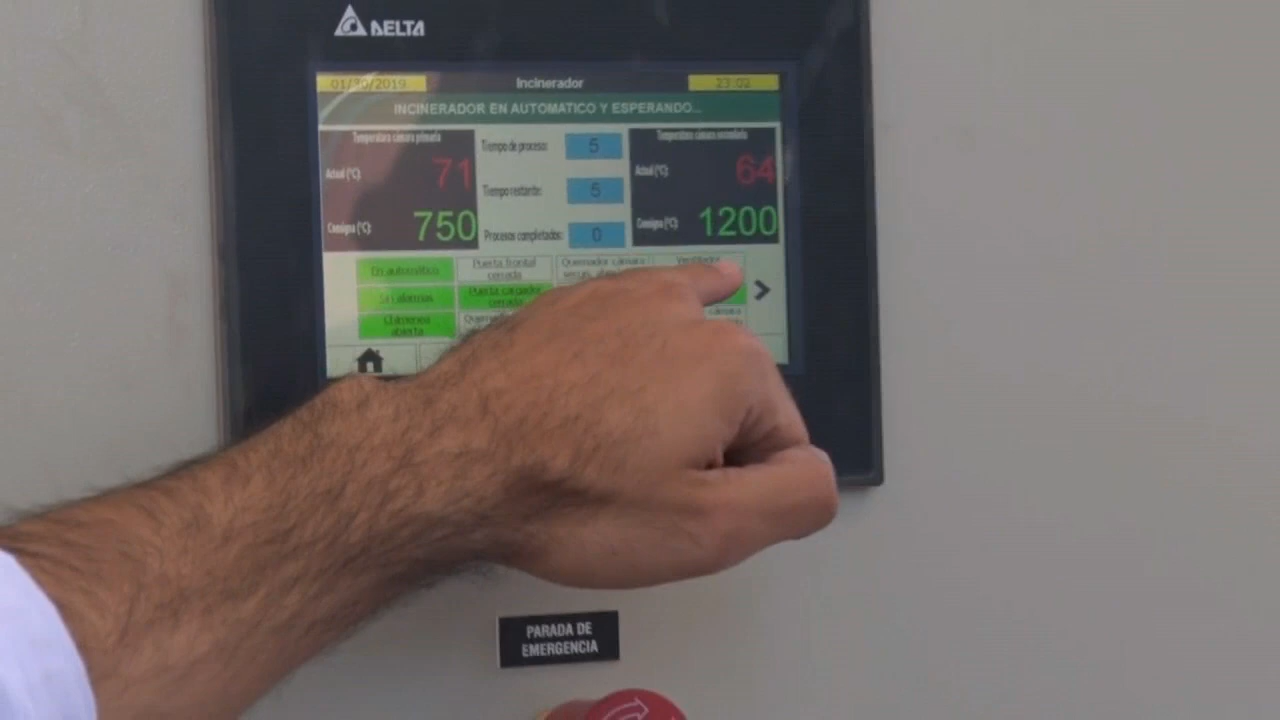 DELTA
01/30/2019 Incinerador 23:02
INCINERADOR EN AUTOMATICO Y ESPERANDO...
Temperatura cámara primaria
Actual (°C): 71
Consigna (°C): 750
Tiempo de proceso: 5
Tiempo restante: 5
Procesos completados: 0
Temperatura cámara secundaria
Actual (°C): 64
Consigna (°C): 1200
En automático
Sin alarmas
Chimenea
abierta
Puerta frontal
cerrada
Puerta cargador
cerrada
Quemador cámara
Ventilador
cámara
PARADA DE
EMERGENCIA